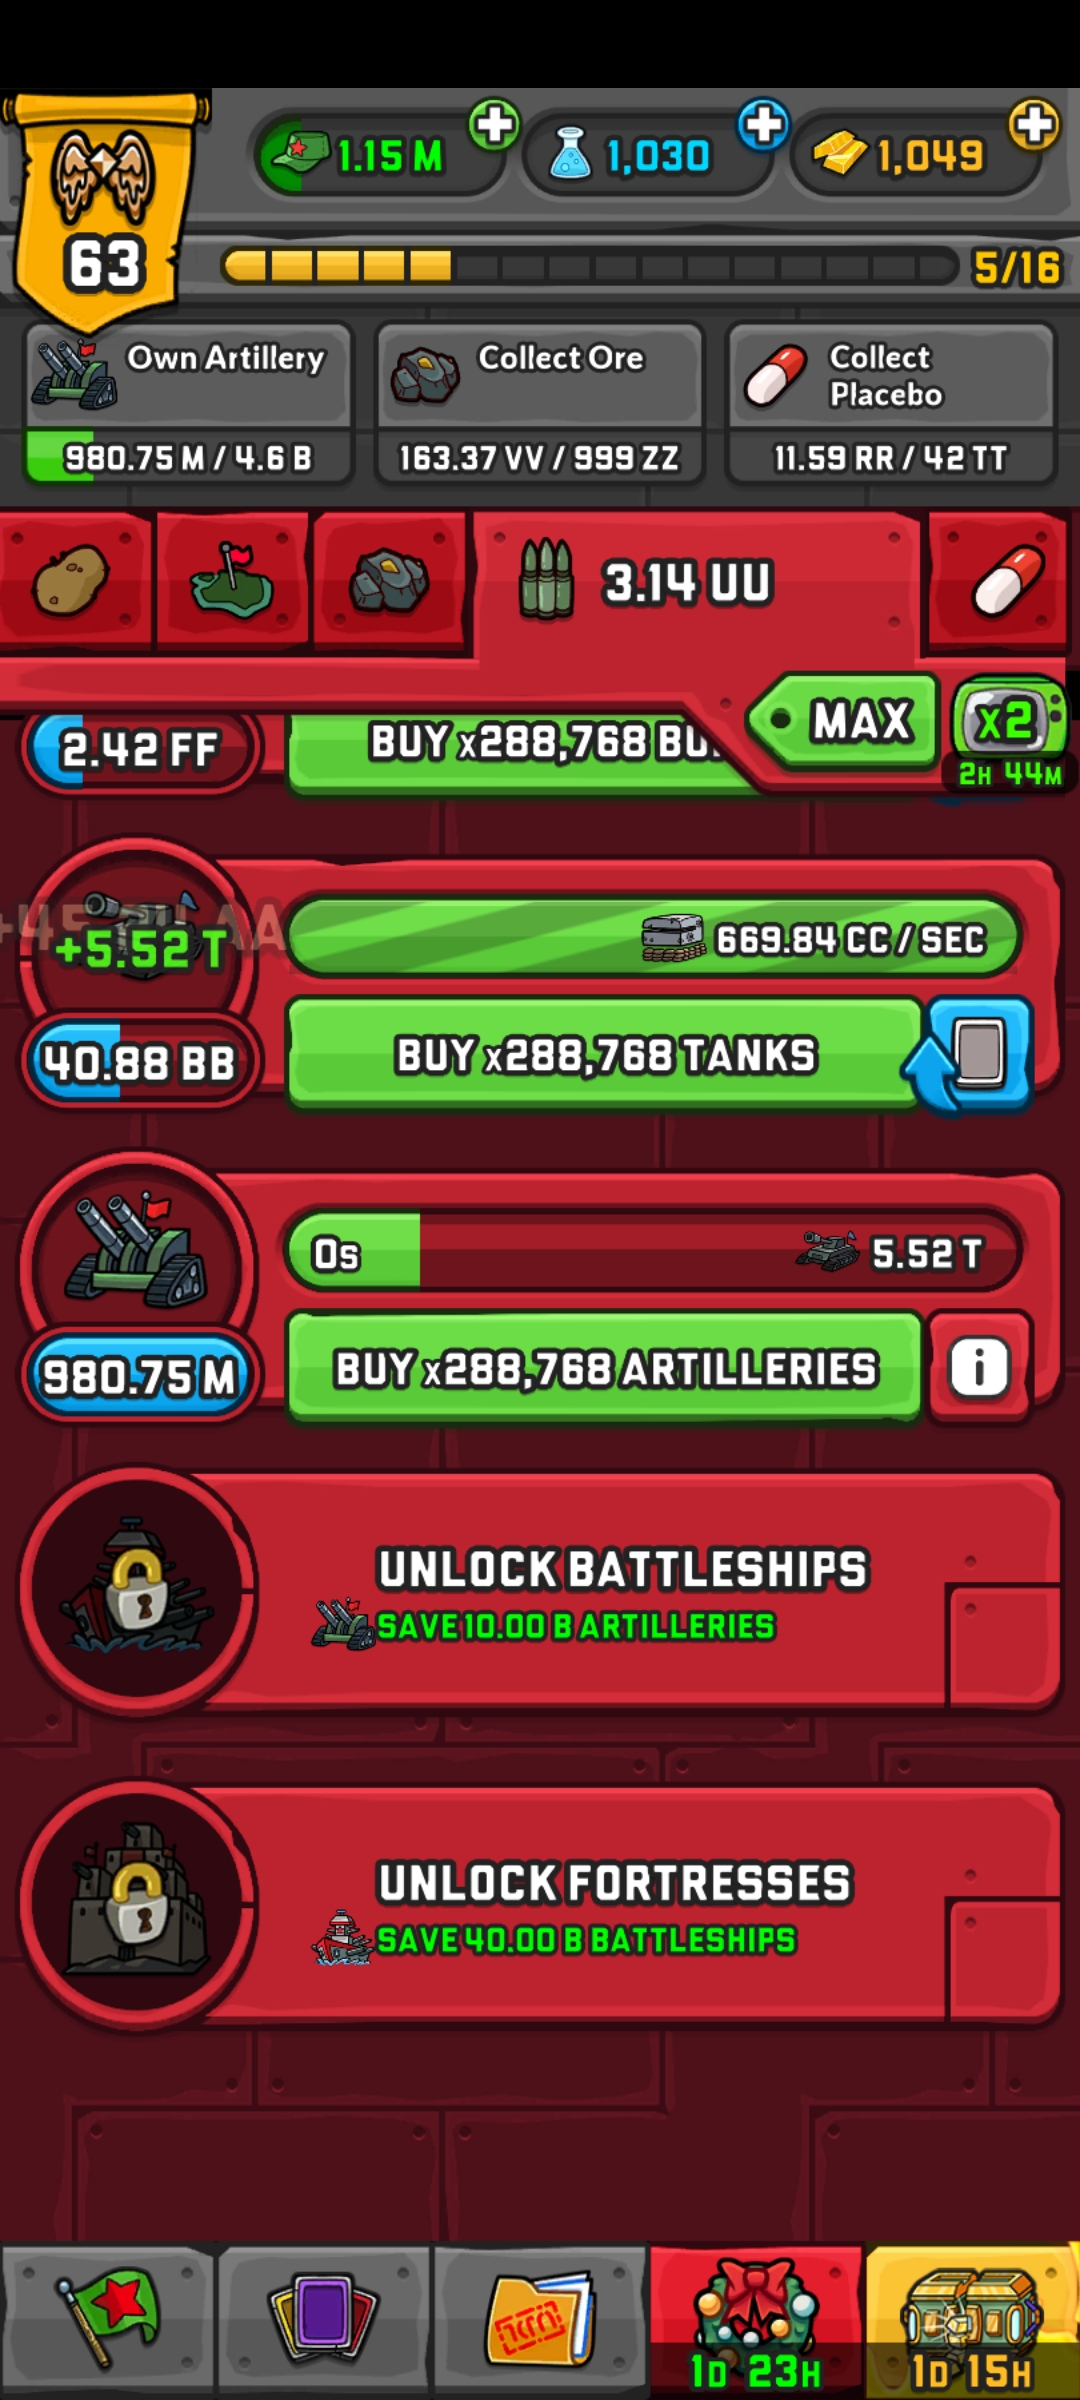 1.15 M
1,030
1,049
63
5/16
Own Artillery
980.75 M / 4.6 B
Collect Ore
163.37 VV / 999 ZZ
Collect
Placebo
11.59 RR / 42 TT
3.14 UU
MAX
x2
2H 44M
2.42 FF
BUY x288,768
+5.52 T
669.84 CC / SEC
40.88 BB
BUY x288,768 TANKS
0s
5.52 T
980.75 M
BUY x288,768 ARTILLERIES
i
UNLOCK BATTLESHIPS
SAVE 10.00 B ARTILLERIES
UNLOCK FORTRESSES
SAVE 40.00 B BATTLESHIPS
1D 23H
1D 15H